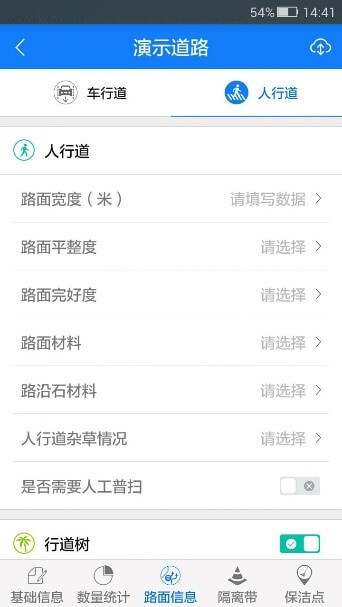 54% 14:41
演示道路
车行道 人行道
人行道
路面宽度（米） 请填写数据
路面平整度 请选择
路面完好度 请选择
路面材料 请选择
路沿石材料 请选择
人行道杂草情况 请选择
是否需要人工普扫
行道树
基础信息 数量统计 路面信息 隔离带 保洁点